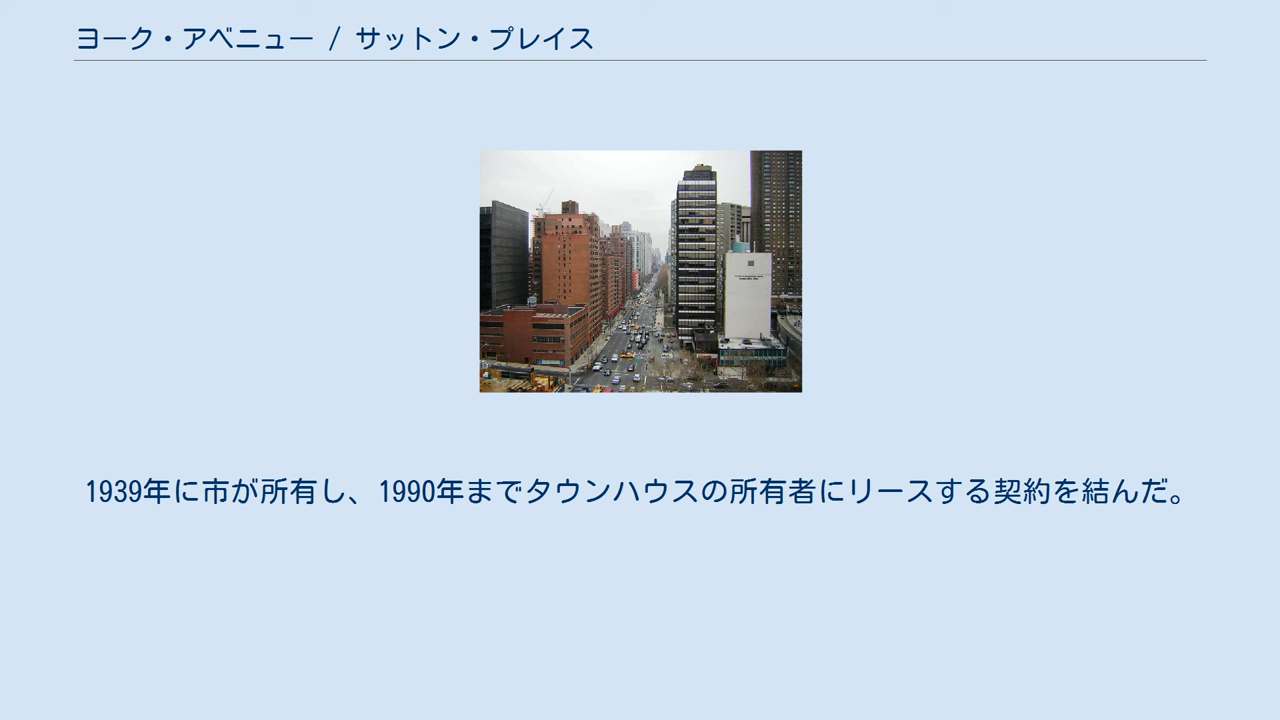 ヨーク・アベニュー / サットン・プレイス
1939年に市が所有し、1990年までタウンハウスの所有者にリースする契約を結んだ。